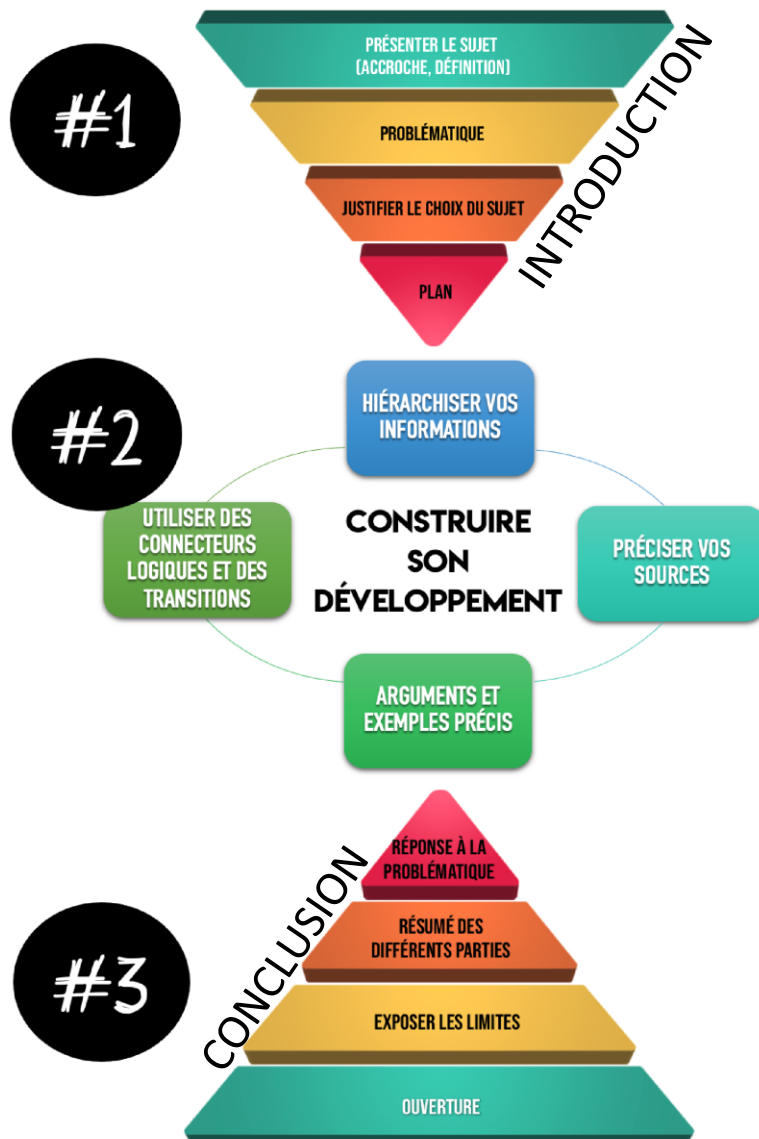 #1
PRÉSENTER LE SUJET
(ACCROCHE, DÉFINITION)
PROBLÉMATIQUE
JUSTIFIER LE CHOIX DU SUJET
PLAN
INTRODUCTION
#2
HIÉRARCHISER VOS
INFORMATIONS
UTILISER DES
CONNECTEURS
LOGIQUES ET DES
TRANSITIONS
CONSTRUIRE
SON
DÉVELOPPEMENT
PRÉCISER VOS
SOURCES
ARGUMENTS ET
EXEMPLES PRÉCIS
#3
CONCLUSION
RÉPONSE À LA
PROBLÉMATIQUE
RÉSUMÉ DES
DIFFÉRENTS PARTIES
EXPOSER LES LIMITES
OUVERTURE